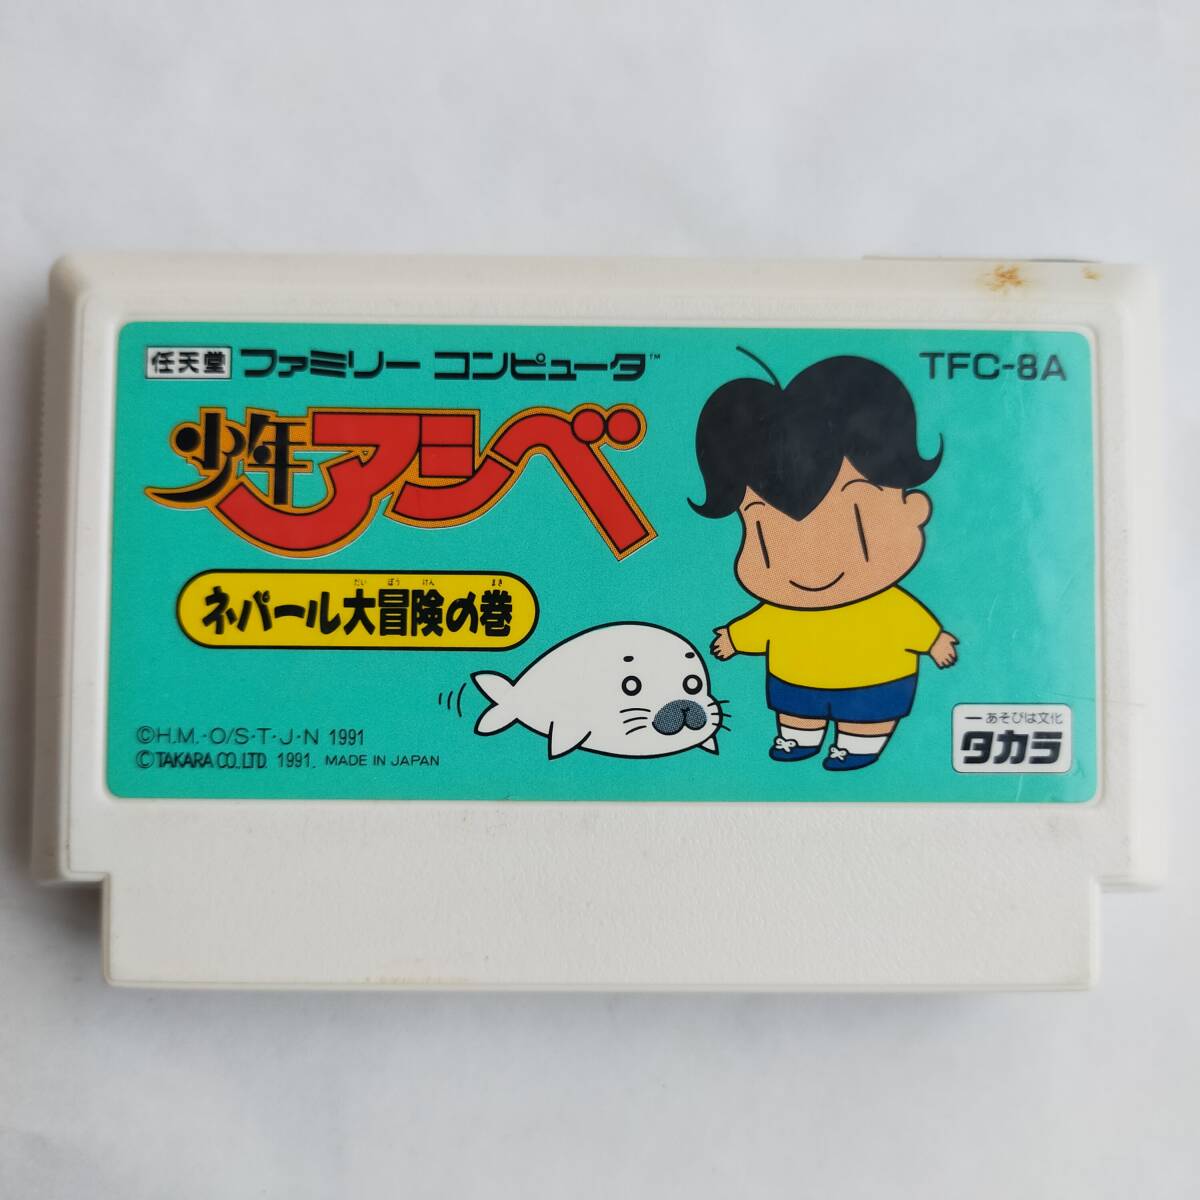 任天堂 ファミリー コンピュータ™
TFC-8A
少年アシベ
だい ぼう けん まき
ネパール大冒険の巻
©H.M.・O/S・T・J・N 1991
©TAKARA CO.,LTD. 1991. MADE IN JAPAN
あそびは文化
タカラ